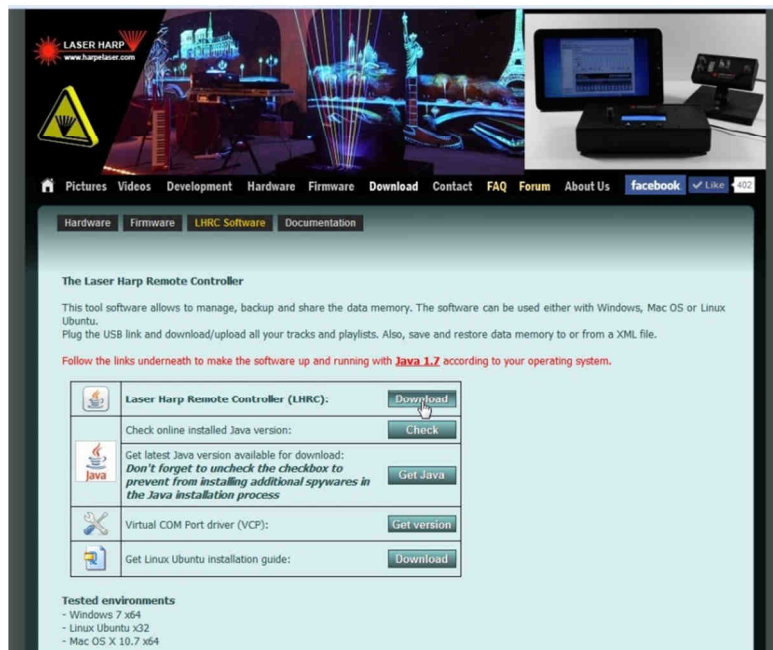 LASER HARP
www.harpelaser.com
Pictures Videos Development Hardware Firmware Download Contact FAQ Forum About Us facebook Like 402
Hardware Firmware LHRC Software Documentation
The Laser Harp Remote Controller
This tool software allows to manage, backup and share the data memory. The software can be used either with Windows, Mac OS or Linux
Ubuntu.
Plug the USB link and download/upload all your tracks and playlists. Also, save and restore data memory to or from a XML file.
Follow the links underneath to make the software up and running with Java 1.7 according to your operating system.
Laser Harp Remote Controller (LHRC): Download
Check online installed Java version: Check
Java
Get latest Java version available for download:
Don't forget to uncheck the checkbox to
prevent from installing additional spywares in
the Java installation process
Get Java
Virtual COM Port driver (VCP): Get version
Get Linux Ubuntu installation guide: Download
Tested environments
- Windows 7 x64
- Linux Ubuntu x32
- Mac OS X 10.7 x64